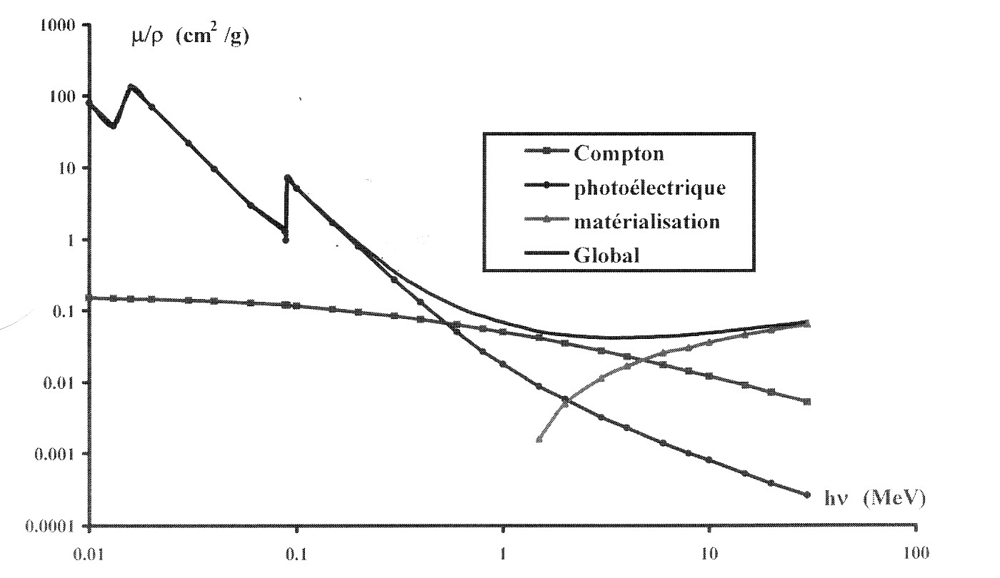 μ/ρ (cm² /g)
1000
100
10
1
0.1
0.01
0.001
0.0001
Compton
photoélectrique
matérialisation
Global
hν (MeV)
0.01
0.1
1
10
100